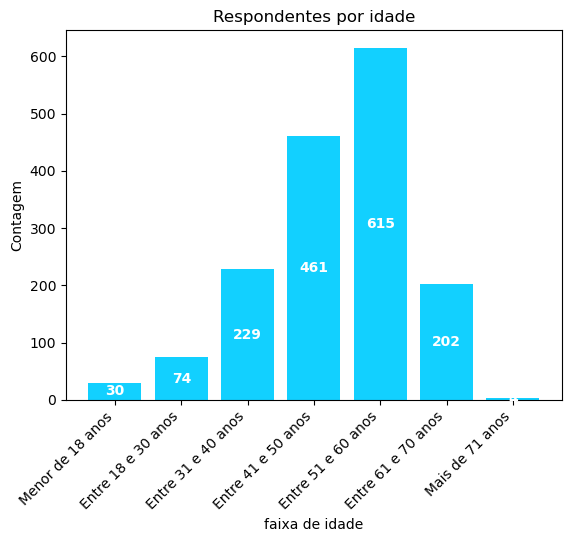 Respondentes por idade
600
500
400
300
200
100
0
Contagem
30
74
229
461
615
202
Menor de 18 anos
Entre 18 e 30 anos
Entre 31 e 40 anos
Entre 41 e 50 anos
Entre 51 e 60 anos
Entre 61 e 70 anos
Mais de 71 anos
faixa de idade